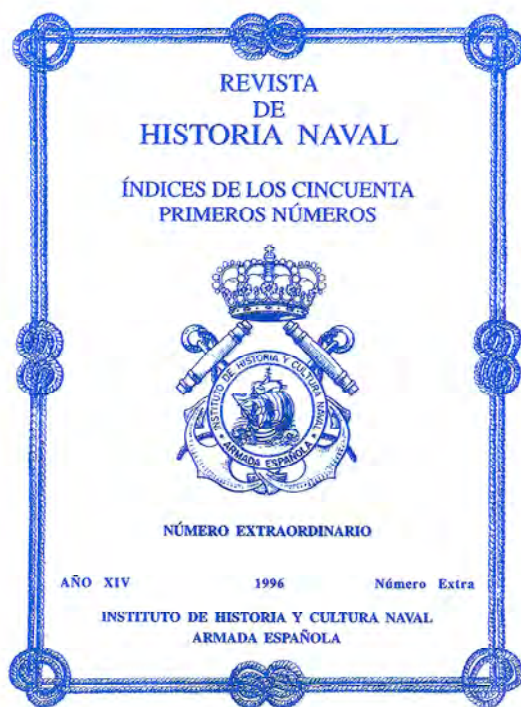 REVISTA
DE
HISTORIA NAVAL
ÍNDICES DE LOS CINCUENTA
PRIMEROS NÚMEROS
INSTITUTO DE HISTORIA Y CULTURA NAVAL
• ARMADA ESPAÑOLA •
NÚMERO EXTRAORDINARIO
AÑO XIV 1996 Número Extra
INSTITUTO DE HISTORIA Y CULTURA NAVAL
ARMADA ESPAÑOLA